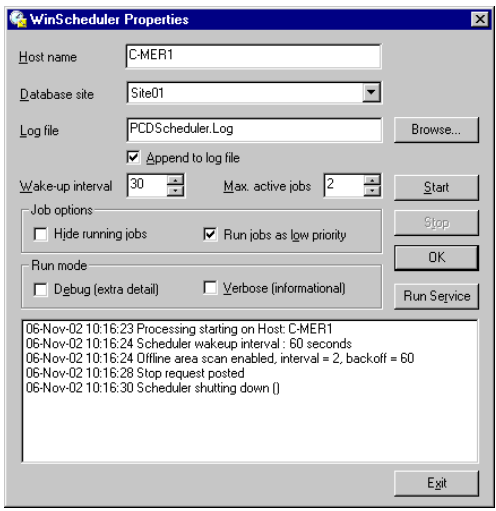 WinScheduler Properties
Host name C-MER1
Database site Site01
Log file PCDScheduler.Log Browse...
Append to log file
Wake-up interval 30 Max. active jobs 2 Start
Job options
Stop
Hide running jobs Run jobs as low priority
OK
Run mode
Debug (extra detail) Verbose (informational)
Run Service
06-Nov-02 10:16:23 Processing starting on Host: C-MER1
06-Nov-02 10:16:24 Scheduler wakeup interval : 60 seconds
06-Nov-02 10:16:24 Offline area scan enabled, interval = 2, backoff = 60
06-Nov-02 10:16:28 Stop request posted
06-Nov-02 10:16:30 Scheduler shutting down ()
Exit